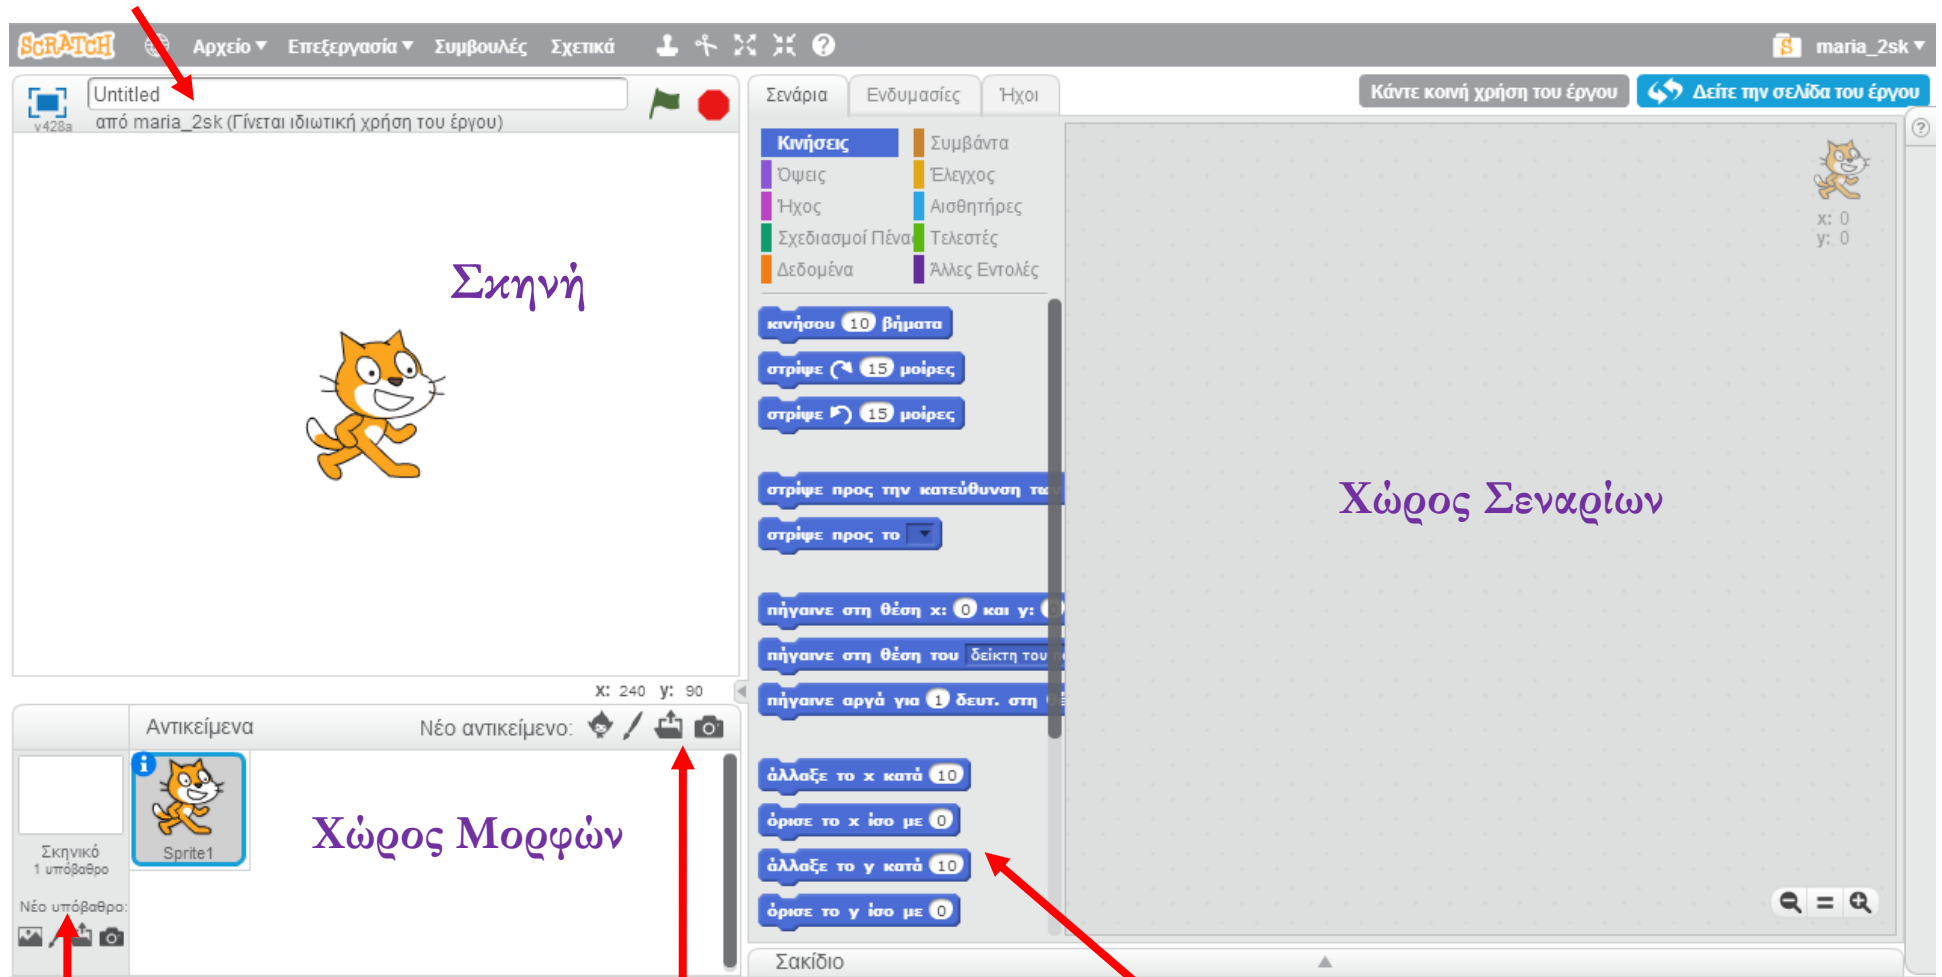 SCRATCH Αρχείο Επεξεργασία Συμβουλές Σχετικά maria_2sk
Untitled
v428a από maria_2sk (Γίνεται ιδιωτική χρήση του έργου)
Σενάρια Ενδυμασίες Ήχοι
Κάντε κοινή χρήση του έργου Δείτε την σελίδα του έργου
Σκηνή
Κινήσεις Συμβάντα
Όψεις Έλεγχος
Ήχος Αισθητήρες
Σχεδιασμοί Πένας Τελεστές
Δεδομένα Άλλες Εντολές
κινήσου 10 βήματα
στρίψε 15 μοίρες
στρίψε 15 μοίρες
στρίψε προς την κατεύθυνση των
στρίψε προς το
πήγαινε στη θέση x: 0 και y: 0
πήγαινε στη θέση του δείκτη του
πήγαινε αργά για 1 δευτ. στη
άλλαξε το x κατά 10
όρισε το x ίσο με 0
άλλαξε το y κατά 10
όρισε το y ίσο με 0
x: 0
y: 0
Χώρος Σεναρίων
x: 240 y: 90
Αντικείμενα Νέο αντικείμενο:
Sprite1
Χώρος Μορφών
Σκηνικό
1 υπόβαθρο
Νέο υπόβαθρο:
Σακίδιο